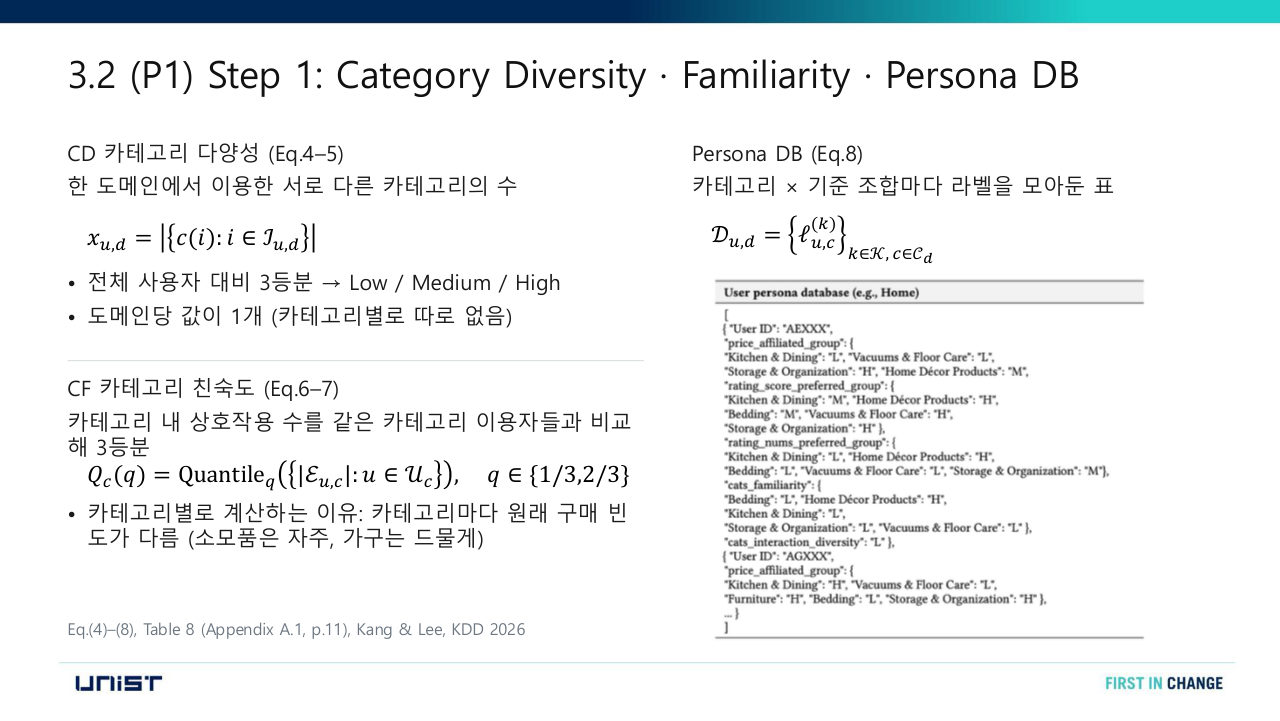 3.2 (P1) Step 1: Category Diversity · Familiarity · Persona DB
CD 카테고리 다양성 (Eq.4–5)
한 도메인에서 이용한 서로 다른 카테고리의 수
𝑥𝑢,𝑑 = |{𝑐(𝑖): 𝑖 ∈ ℐ𝑢,𝑑}|
• 전체 사용자 대비 3등분 → Low / Medium / High
• 도메인당 값이 1개 (카테고리별로 따로 없음)
CF 카테고리 친숙도 (Eq.6–7)
카테고리 내 상호작용 수를 같은 카테고리 이용자들과 비교
해 3등분
𝑄𝑐(𝑞) = Quantile𝑞({|ℰ𝑢,𝑐|: 𝑢 ∈ 𝒰𝑐}), 𝑞 ∈ {1/3,2/3}
• 카테고리별로 계산하는 이유: 카테고리마다 원래 구매 빈
도가 다름 (소모품은 자주, 가구는 드물게)
Eq.(4)–(8), Table 8 (Appendix A.1, p.11), Kang & Lee, KDD 2026
Persona DB (Eq.8)
카테고리 × 기준 조합마다 라벨을 모아둔 표
𝒟𝑢,𝑑 = {ℓ𝑢,𝑐(𝑘)}𝑘∈𝒦, 𝑐∈𝒞𝑑
User persona database (e.g., Home)
[
{ "User ID": "AEXXX",
"price_affiliated_group": {
"Kitchen & Dining": "L", "Vacuums & Floor Care": "L",
"Storage & Organization": "H", "Home Décor Products": "M",
"rating_score_preferred_group": {
"Kitchen & Dining": "M", "Home Décor Products": "H",
"Bedding": "M", "Vacuums & Floor Care": "H",
"Storage & Organization": "H" },
"rating_nums_preferred_group": {
"Kitchen & Dining": "L", "Home Décor Products": "H",
"Bedding": "L", "Vacuums & Floor Care": "L", "Storage & Organization": "M"},
"cats_familiarity": {
"Bedding": "L", "Home Décor Products": "H",
"Kitchen & Dining": "L",
"Storage & Organization": "L", "Vacuums & Floor Care": "L" },
"cats_interaction_diversity": "L" },
{ "User ID": "AGXXX",
"price_affiliated_group": {
"Kitchen & Dining": "H", "Vacuums & Floor Care": "L",
"Furniture": "H", "Bedding": "L", "Storage & Organization": "H" },
... }
]
UNIST
FIRST IN CHANGE